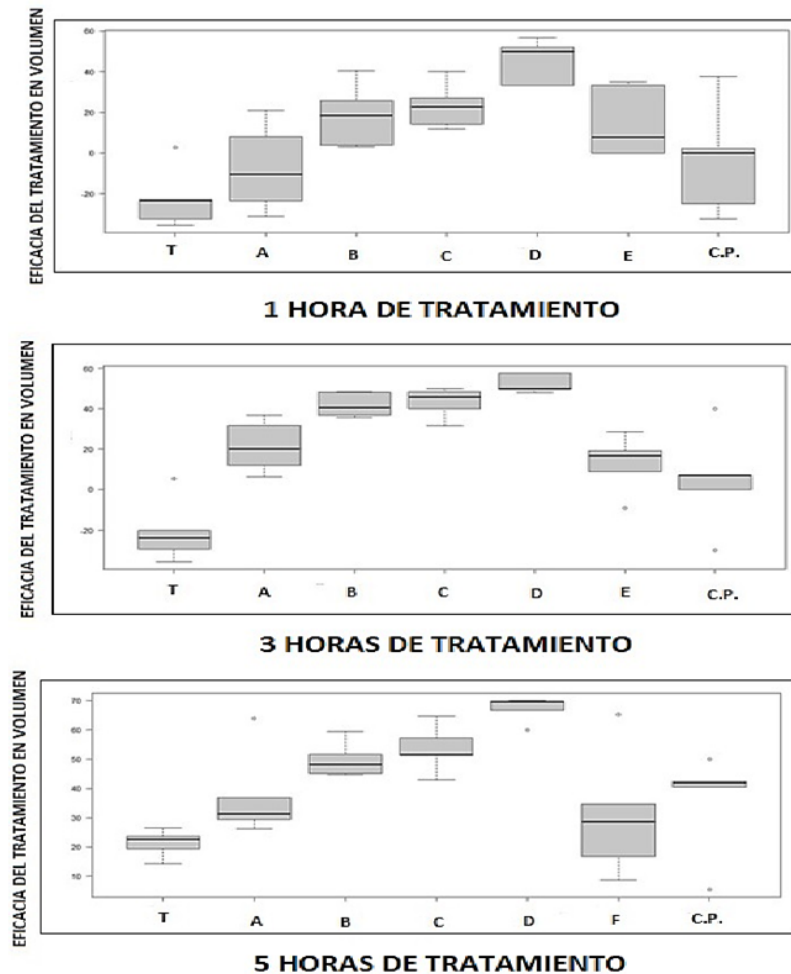 EFICACIA DEL TRATAMIENTO EN VOLUMEN
60
40
20
0
-20
T A B C D E C.P.
1 HORA DE TRATAMIENTO
EFICACIA DEL TRATAMIENTO EN VOLUMEN
60
40
20
0
-20
T A B C D E C.P.
3 HORAS DE TRATAMIENTO
EFICACIA DEL TRATAMIENTO EN VOLUMEN
70
60
50
40
30
20
10
T A B C D F C.P.
5 HORAS DE TRATAMIENTO